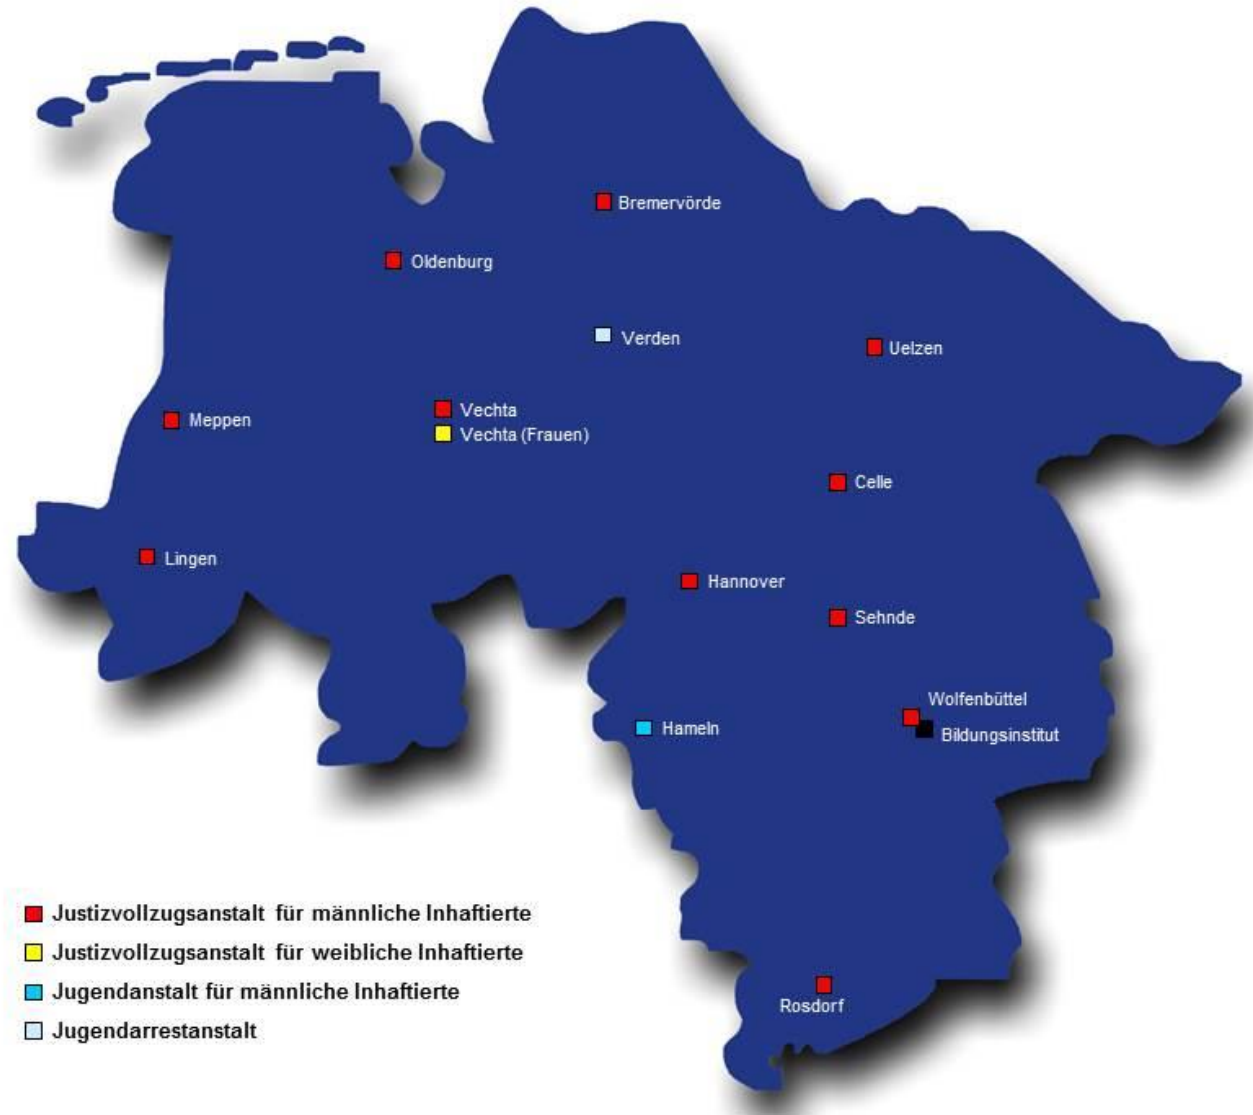 Bremervörde
Oldenburg
Verden
Uelzen
Vechta
Meppen
Vechta (Frauen)
Celle
Lingen
Hannover
Sehnde
Wolfenbüttel
Hameln
Bildungsinstitut
Justizvollzugsanstalt für männliche Inhaftierte
Justizvollzugsanstalt für weibliche Inhaftierte
Jugendanstalt für männliche Inhaftierte
Jugendarrestanstalt
Rosdorf